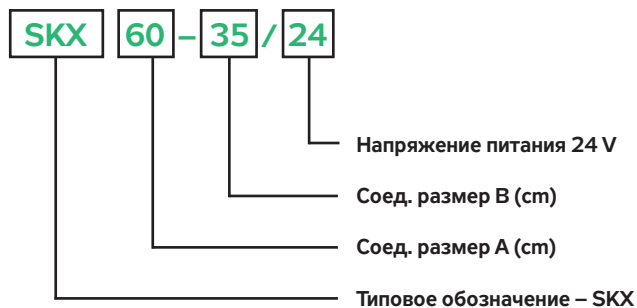 SKX 60 – 35 / 24
Напряжение питания 24 V
Соед. размер B (cm)
Соед. размер A (cm)
Типовое обозначение – SKX